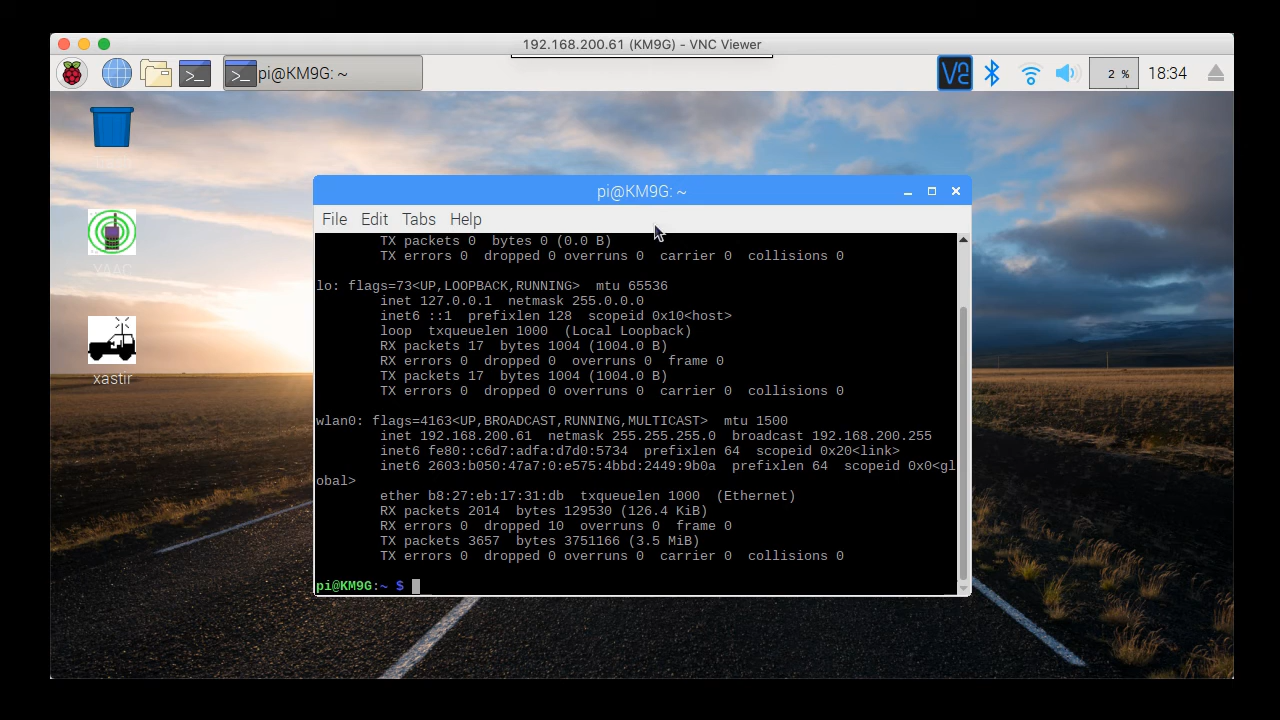 192.168.200.61 (KM9G) - VNC Viewer
pi@KM9G: ~
2 %
18:34
pi@KM9G: ~
File Edit Tabs Help
TX packets 0  bytes 0 (0.0 B)
TX errors 0  dropped 0 overruns 0  carrier 0  collisions 0
lo: flags=73<UP,LOOPBACK,RUNNING>  mtu 65536
inet 127.0.0.1  netmask 255.0.0.0
inet6 ::1  prefixlen 128  scopeid 0x10<host>
loop  txqueuelen 1000  (Local Loopback)
RX packets 17  bytes 1004 (1004.0 B)
RX errors 0  dropped 0  overruns 0  frame 0
TX packets 17  bytes 1004 (1004.0 B)
TX errors 0  dropped 0 overruns 0  carrier 0  collisions 0
wlan0: flags=4163<UP,BROADCAST,RUNNING,MULTICAST>  mtu 1500
inet 192.168.200.61  netmask 255.255.255.0  broadcast 192.168.200.255
inet6 fe80::c6d7:adfa:d7d0:5734  prefixlen 64  scopeid 0x20<link>
inet6 2603:b050:47a7:0:e575:4bbd:2449:9b0a  prefixlen 64  scopeid 0x0<gl
obal>
ether b8:27:eb:17:31:db  txqueuelen 1000  (Ethernet)
RX packets 2014  bytes 129530 (126.4 KiB)
RX errors 0  dropped 10  overruns 0  frame 0
TX packets 3657  bytes 3751166 (3.5 MiB)
TX errors 0  dropped 0 overruns 0  carrier 0  collisions 0
pi@KM9G:~ $
Trash
YAAC
xastir